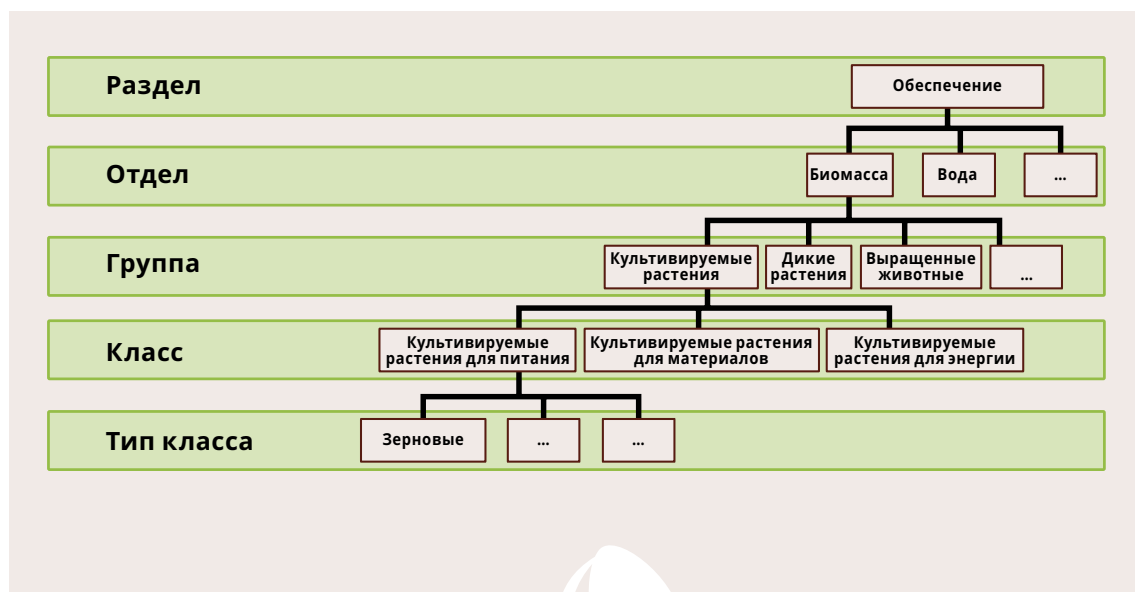 Раздел
Обеспечение
Отдел
Биомасса
Вода
...
Группа
Культивируемые
растения
Дикие
растения
Выращенные
животные
...
Класс
Культивируемые
растения для питания
Культивируемые растения
для материалов
Культивируемые
растения для энергии
Тип класса
Зерновые
...
...